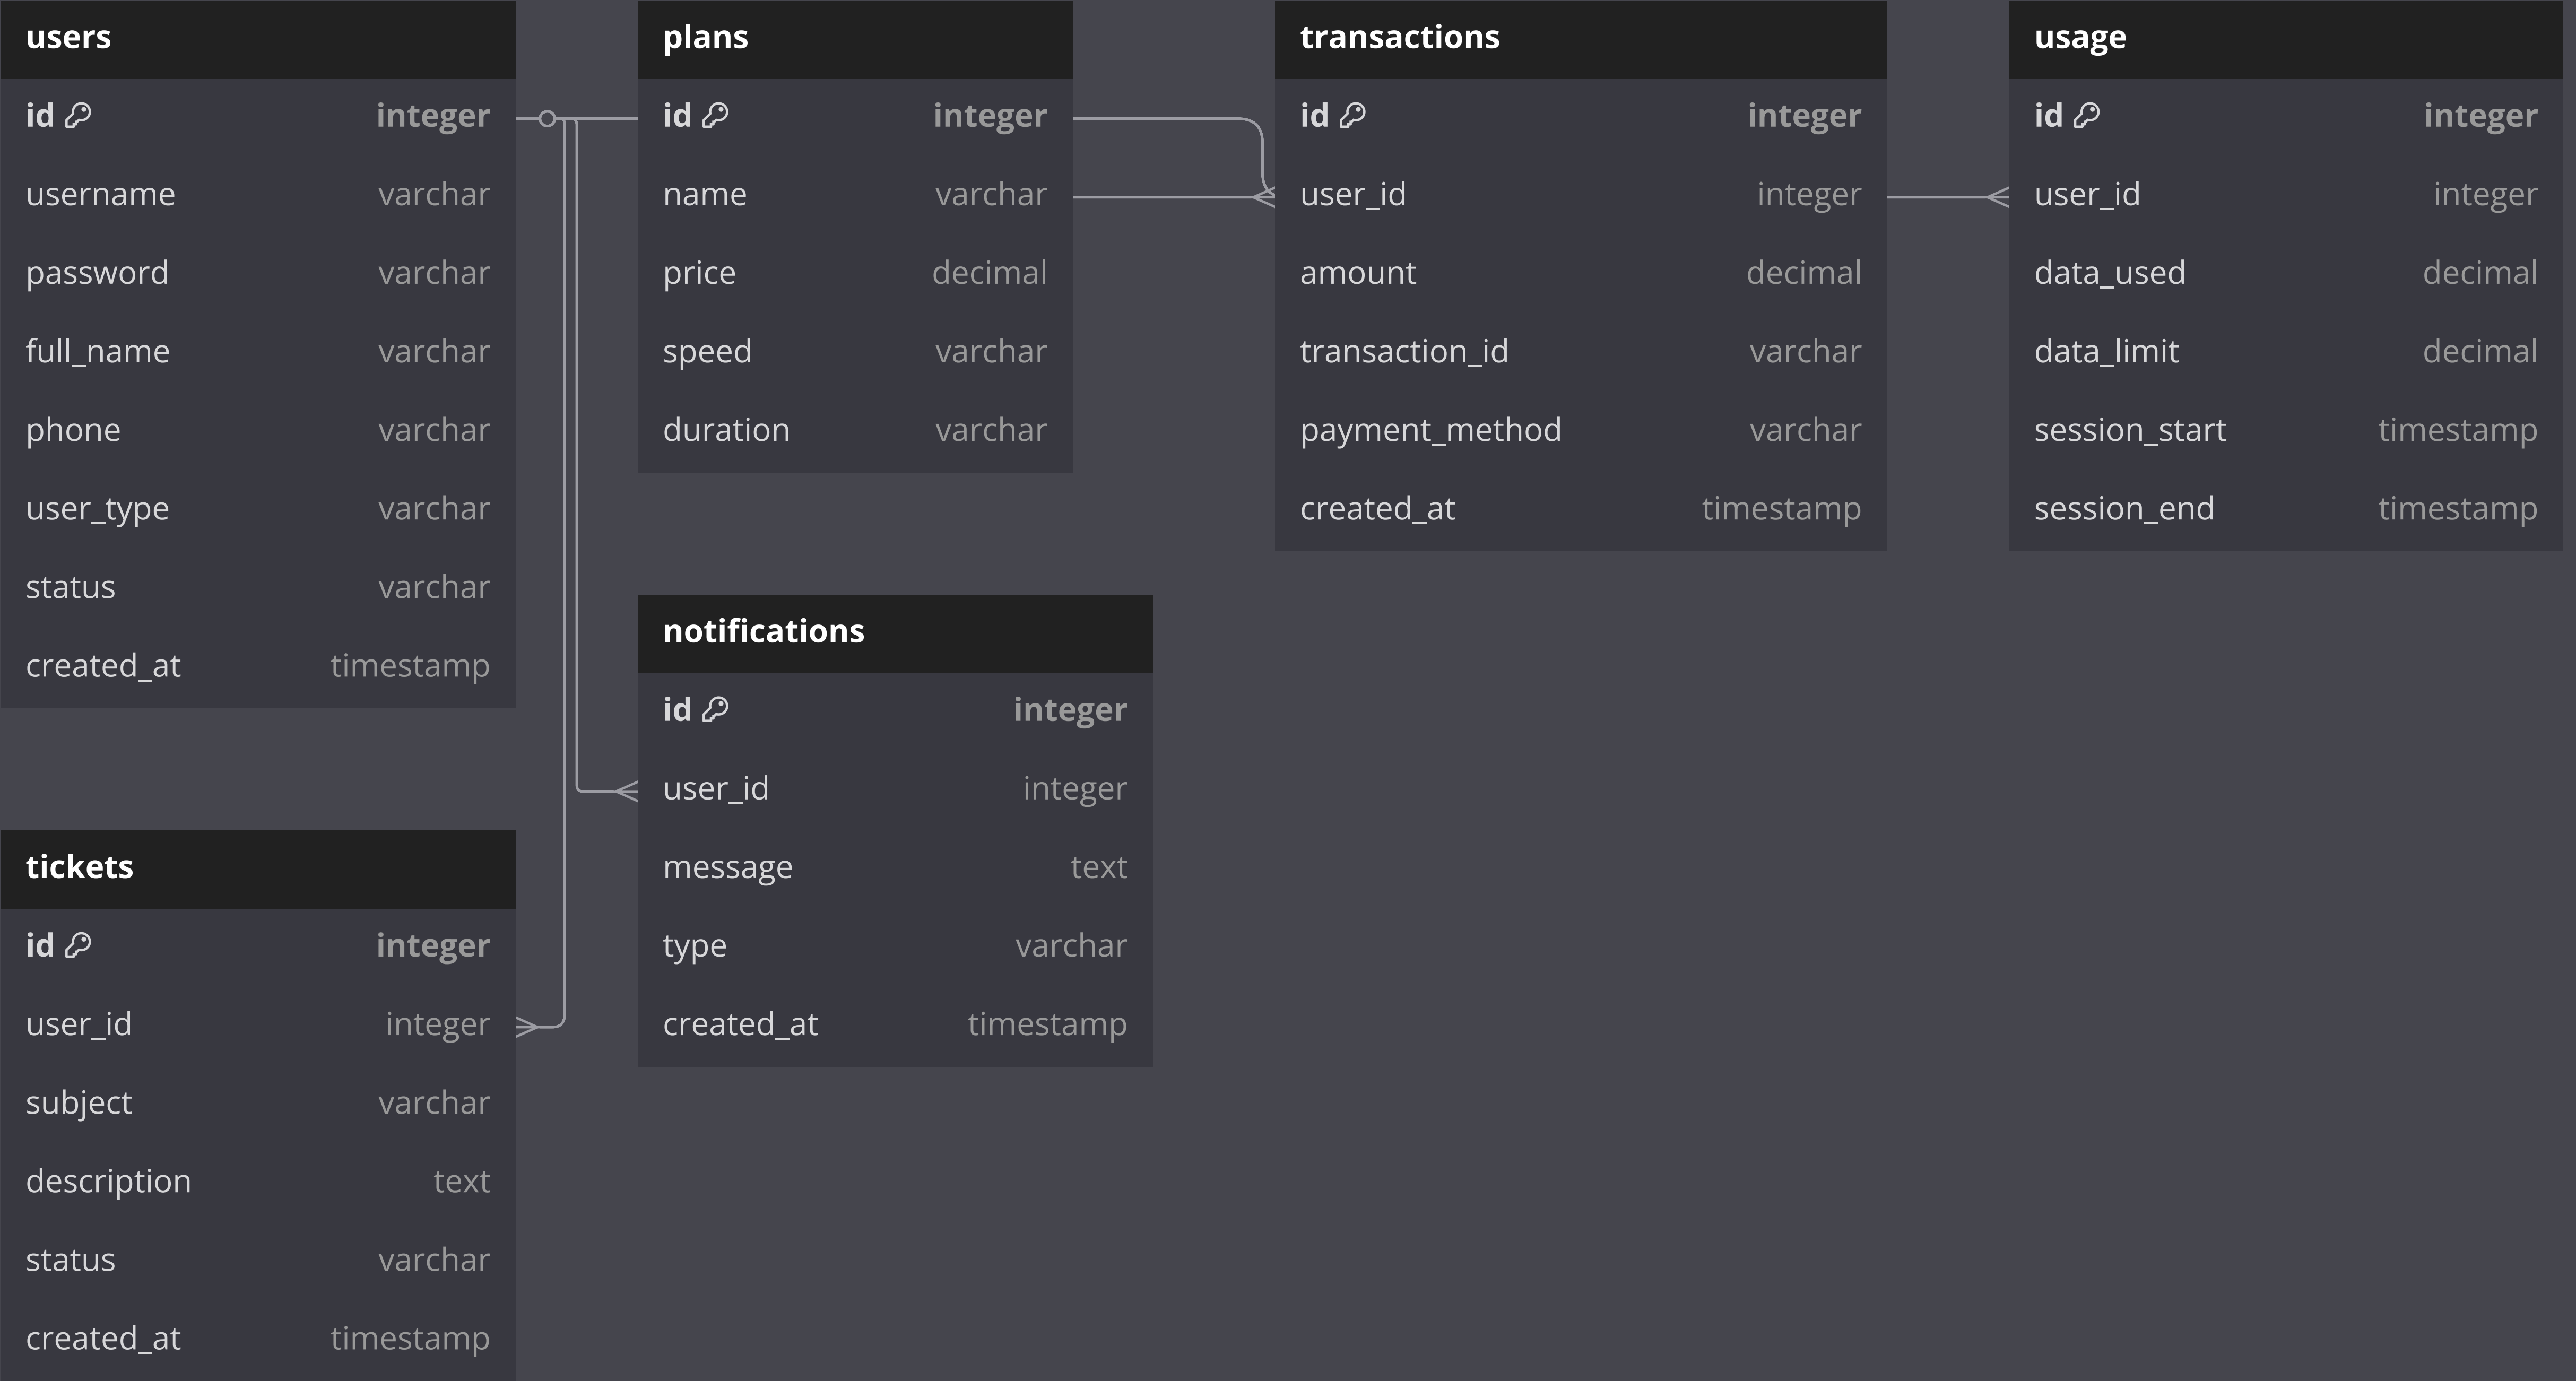 users
id integer
username varchar
password varchar
full_name varchar
phone varchar
user_type varchar
status varchar
created_at timestamp
plans
id integer
name varchar
price decimal
speed varchar
duration varchar
transactions
id integer
user_id integer
amount decimal
transaction_id varchar
payment_method varchar
created_at timestamp
usage
id integer
user_id integer
data_used decimal
data_limit decimal
session_start timestamp
session_end timestamp
notifications
id integer
user_id integer
message text
type varchar
created_at timestamp
tickets
id integer
user_id integer
subject varchar
description text
status varchar
created_at timestamp